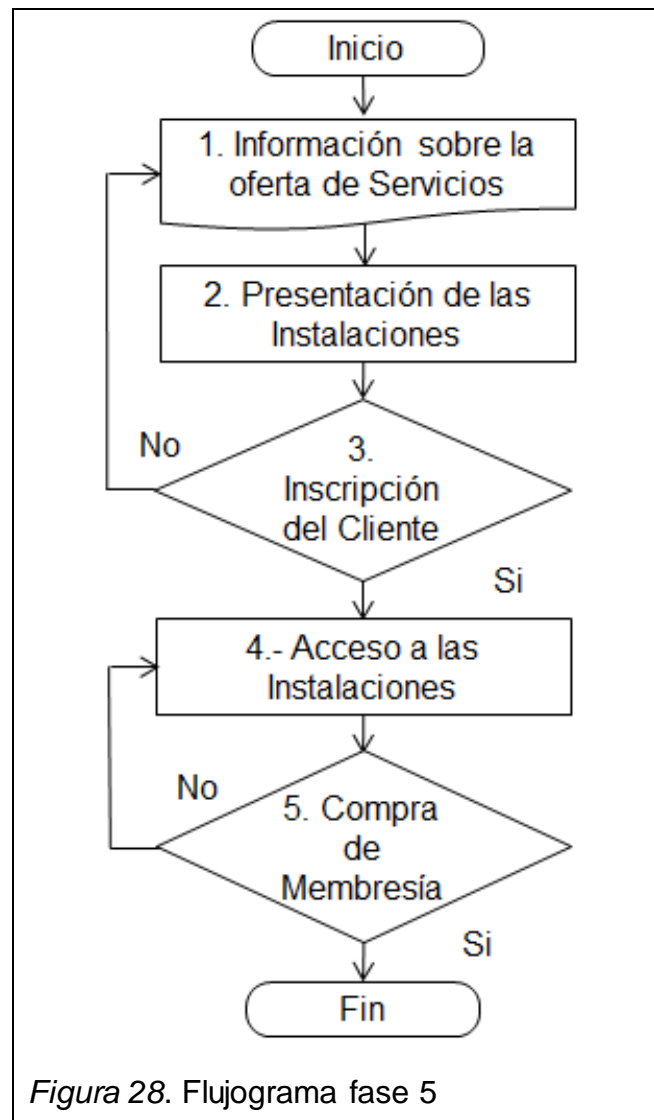 Inicio
1. Información sobre la
oferta de Servicios
2. Presentación de las
Instalaciones
No
3.
Inscripción
del Cliente
Si
4.- Acceso a las
Instalaciones
No
5. Compra
de
Membresía
Si
Fin
Figura 28. Flujograma fase 5